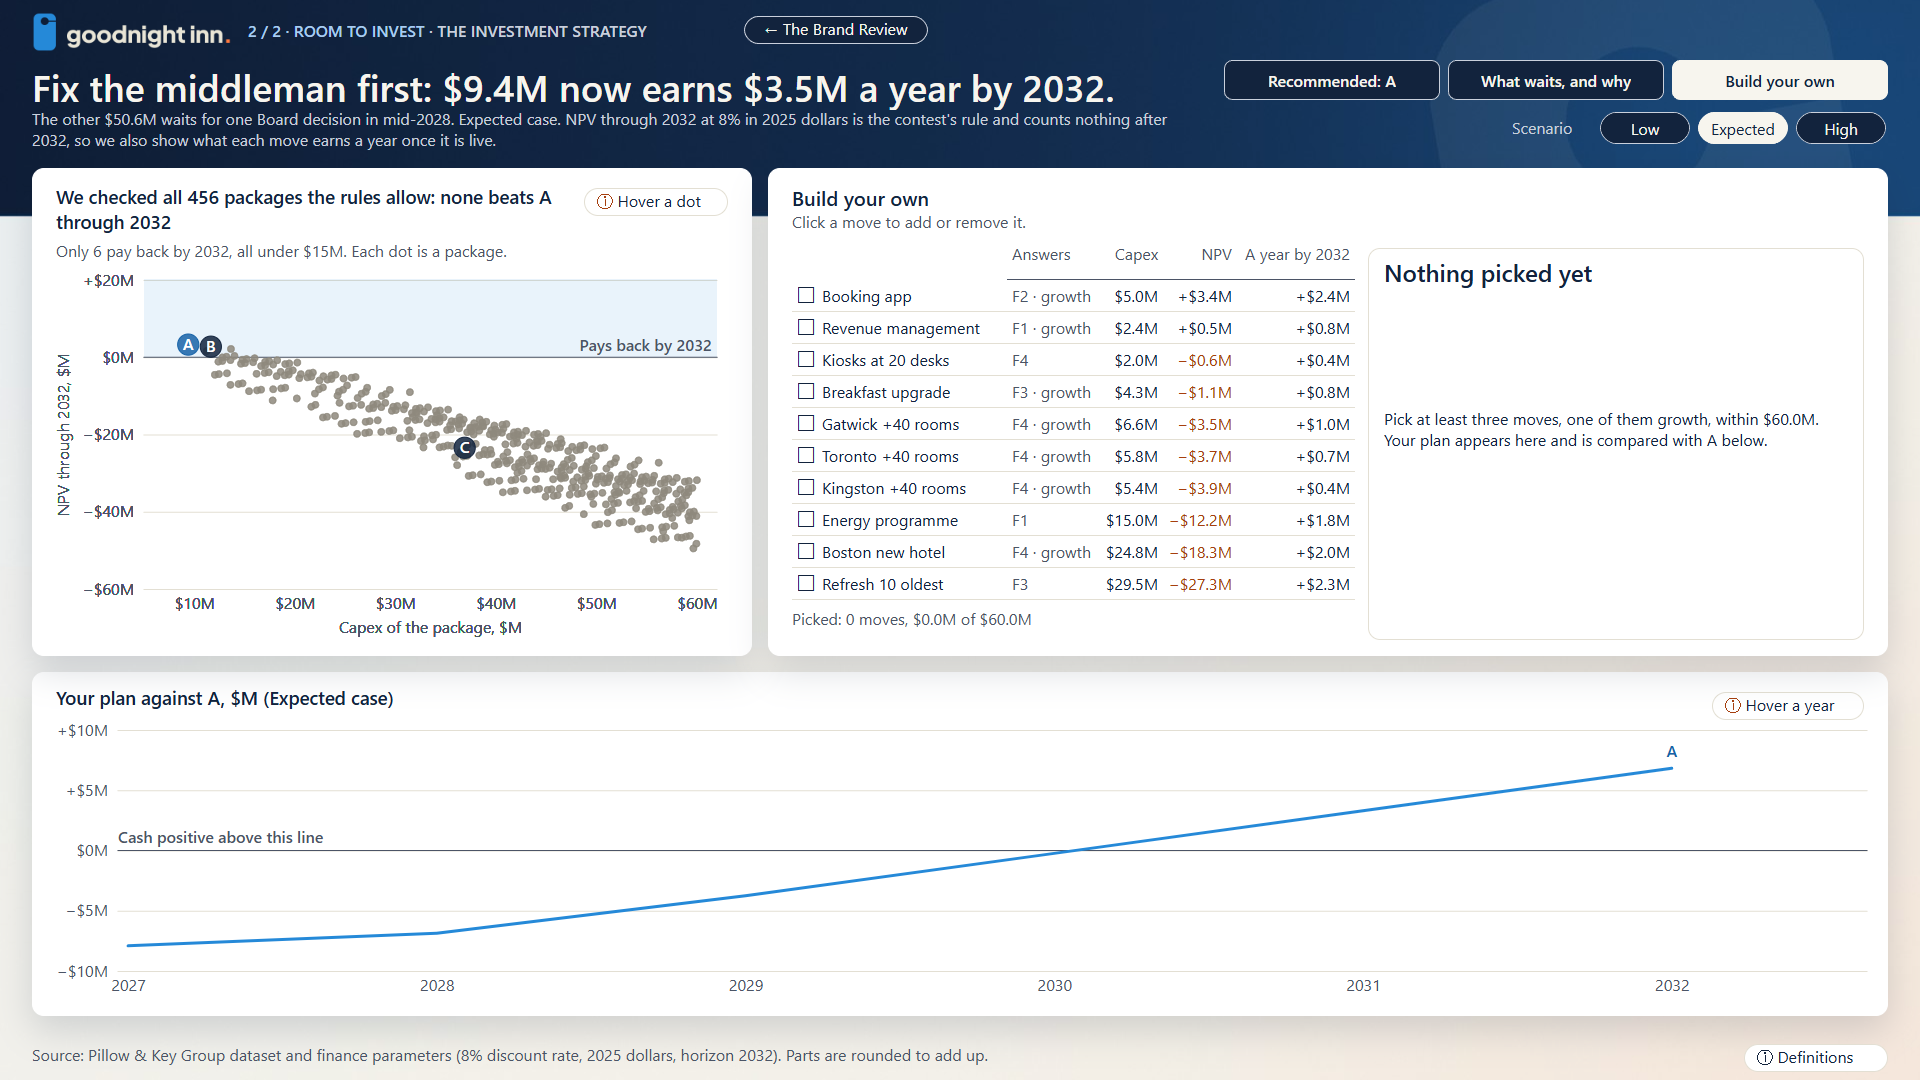 goodnight inn.
2 / 2 · ROOM TO INVEST · THE INVESTMENT STRATEGY
← The Brand Review
Fix the middleman first: $9.4M now earns $3.5M a year by 2032.
The other $50.6M waits for one Board decision in mid-2028. Expected case. NPV through 2032 at 8% in 2025 dollars is the contest's rule and counts nothing after
2032, so we also show what each move earns a year once it is live.
Recommended: A
What waits, and why
Build your own
Scenario
Low
Expected
High
We checked all 456 packages the rules allow: none beats A
through 2032
ⓘ Hover a dot
Only 6 pay back by 2032, all under $15M. Each dot is a package.
+$20M
$0M
−$20M
−$40M
−$60M
NPV through 2032, $M
A
B
C
Pays back by 2032
$10M
$20M
$30M
$40M
$50M
$60M
Capex of the package, $M
Build your own
Click a move to add or remove it.
Answers Capex NPV A year by 2032
Booking app F2 · growth $5.0M +$3.4M +$2.4M
Revenue management F1 · growth $2.4M +$0.5M +$0.8M
Kiosks at 20 desks F4 $2.0M −$0.6M +$0.4M
Breakfast upgrade F3 · growth $4.3M −$1.1M +$0.8M
Gatwick +40 rooms F4 · growth $6.6M −$3.5M +$1.0M
Toronto +40 rooms F4 · growth $5.8M −$3.7M +$0.7M
Kingston +40 rooms F4 · growth $5.4M −$3.9M +$0.4M
Energy programme F1 $15.0M −$12.2M +$1.8M
Boston new hotel F4 · growth $24.8M −$18.3M +$2.0M
Refresh 10 oldest F3 $29.5M −$27.3M +$2.3M
Picked: 0 moves, $0.0M of $60.0M
Nothing picked yet
Pick at least three moves, one of them growth, within $60.0M.
Your plan appears here and is compared with A below.
Your plan against A, $M (Expected case)
ⓘ Hover a year
+$10M
+$5M
$0M
−$5M
−$10M
Cash positive above this line
A
2027
2028
2029
2030
2031
2032
Source: Pillow & Key Group dataset and finance parameters (8% discount rate, 2025 dollars, horizon 2032). Parts are rounded to add up.
ⓘ Definitions